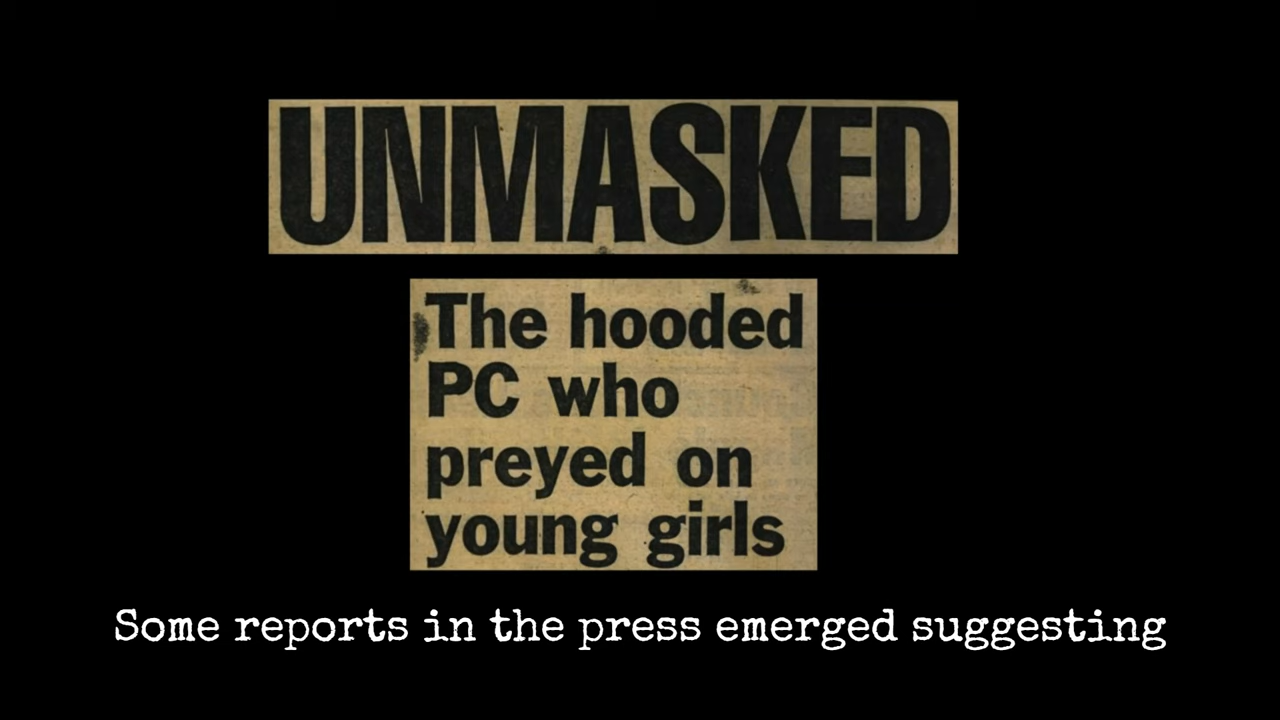 UNMASKED
The hooded
PC who
preyed on
young girls
Some reports in the press emerged suggesting